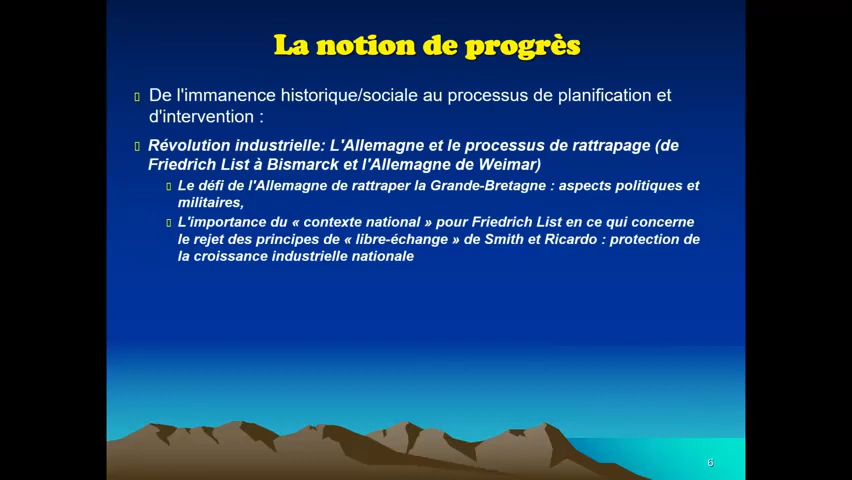 La notion de progrès
De l'immanence historique/sociale au processus de planification et
d'intervention :
Révolution industrielle: L'Allemagne et le processus de rattrapage (de
Friedrich List à Bismarck et l'Allemagne de Weimar)
Le défi de l'Allemagne de rattraper la Grande-Bretagne : aspects politiques et
militaires,
L'importance du « contexte national » pour Friedrich List en ce qui concerne
le rejet des principes de « libre-échange » de Smith et Ricardo : protection de
la croissance industrielle nationale
6